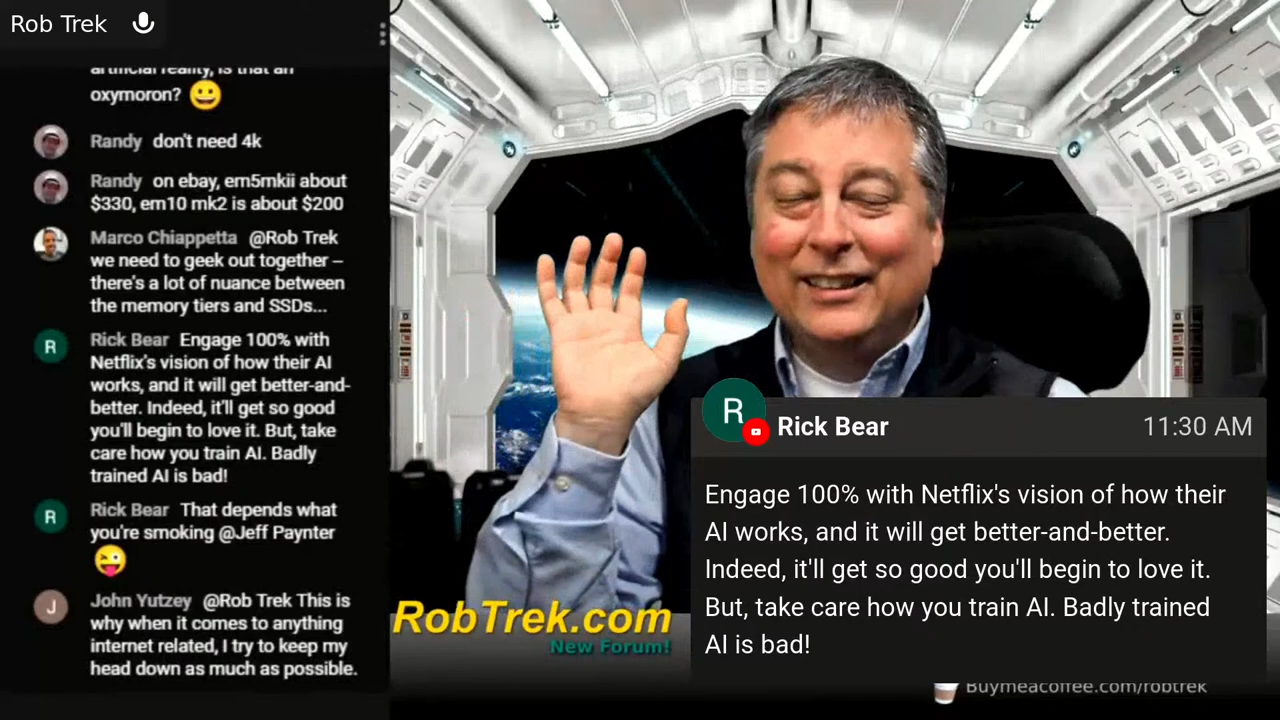 Rob Trek
artificial reality, is that an
oxymoron? 😀
Randy don't need 4k
Randy on ebay, em5mkii about
$330, em10 mk2 is about $200
Marco Chiappetta @Rob Trek
we need to geek out together –
there's a lot of nuance between
the memory tiers and SSDs...
R
Rick Bear Engage 100% with
Netflix's vision of how their AI
works, and it will get better-and-
better. Indeed, it'll get so good
you'll begin to love it. But, take
care how you train AI. Badly
trained AI is bad!
R
Rick Bear That depends what
you're smoking @Jeff Paynter
😜
J
John Yutzey @Rob Trek This is
why when it comes to anything
internet related, I try to keep my
head down as much as possible.
RobTrek.com
New Forum!
R
Rick Bear 11:30 AM
Engage 100% with Netflix's vision of how their
AI works, and it will get better-and-better.
Indeed, it'll get so good you'll begin to love it.
But, take care how you train AI. Badly trained
AI is bad!
Buymeacoffee.com/robtrek